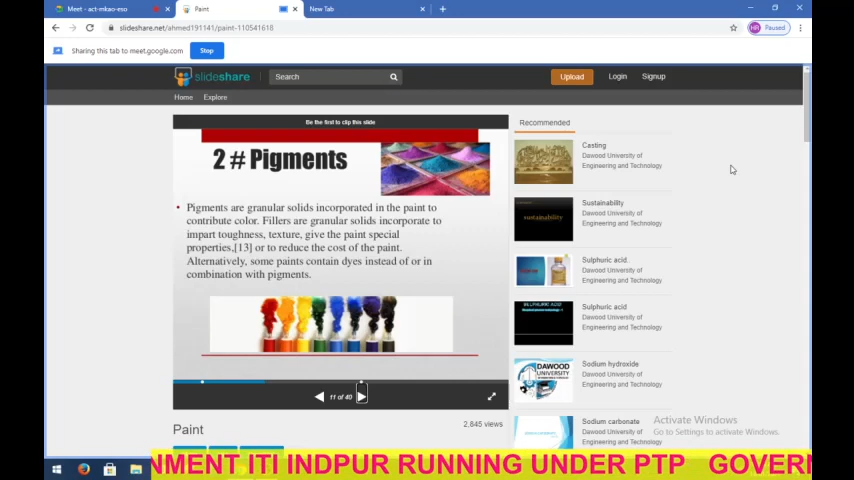 Meet - act-mkao-eso
Paint
New Tab
slideshare.net/ahmed191141/paint-110541618
Paused
Sharing this tab to meet.google.com
Stop
slideshare
Search
Upload
Login
Signup
Home
Explore
Be the first to clip this slide
2 # Pigments
• Pigments are granular solids incorporated in the paint to
contribute color. Fillers are granular solids incorporate to
impart toughness, texture, give the paint special
properties,[13] or to reduce the cost of the paint.
Alternatively, some paints contain dyes instead of or in
combination with pigments.
11 of 40
Paint
2,845 views
Recommended
Casting
Dawood University of
Engineering and Technology
sustainability
Sustainability
Dawood University of
Engineering and Technology
Sulphuric acid.
Dawood University of
Engineering and Technology
SULPHURIC ACID
Sulphuric acid
Dawood University of
Engineering and Technology
DAWOOD
UNIVERSITY
Sodium hydroxide
Dawood University of
Engineering and Technology
Sodium carbonate
Dawood University of
Engineering and Technology
Activate Windows
Go to Settings to activate Windows.
NMENT ITI INDPUR RUNNING UNDER PTP GOVERN